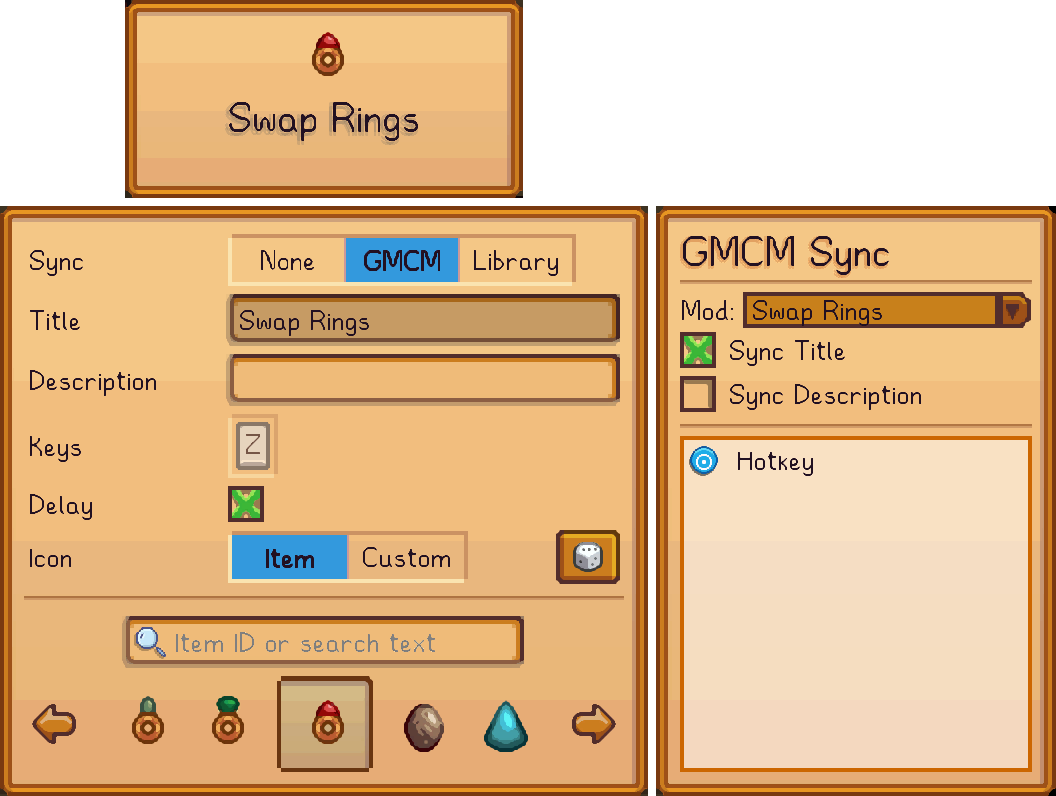 Swap Rings
Sync
None GMCM Library
Title
Swap Rings
Description
Keys
Z
Delay
Icon
Item Custom
Item ID or search text
GMCM Sync
Mod: Swap Rings
Sync Title
Sync Description
Hotkey